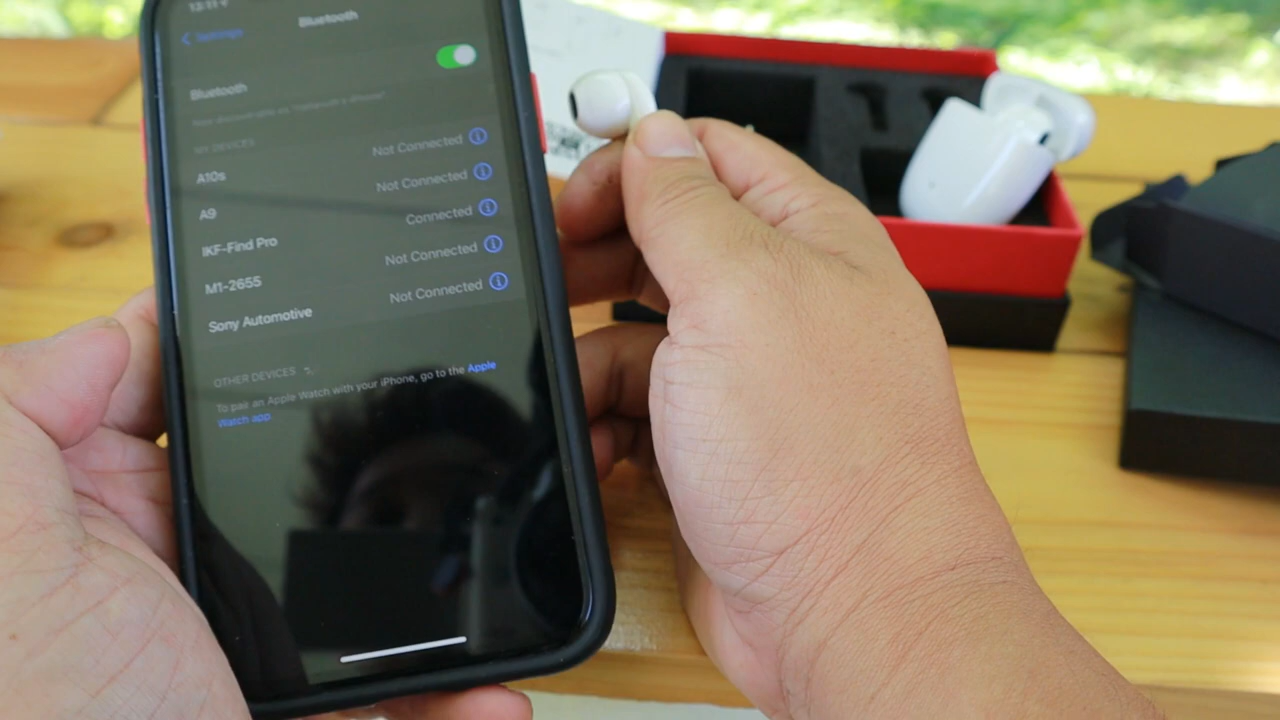 13:11
Settings
Bluetooth
Bluetooth
MY DEVICES
A10s Not Connected
A9 Not Connected
IKF-Find Pro Connected
M1-2655 Not Connected
Sony Automotive Not Connected
OTHER DEVICES
To pair an Apple Watch with your iPhone, go to the Apple
Watch app